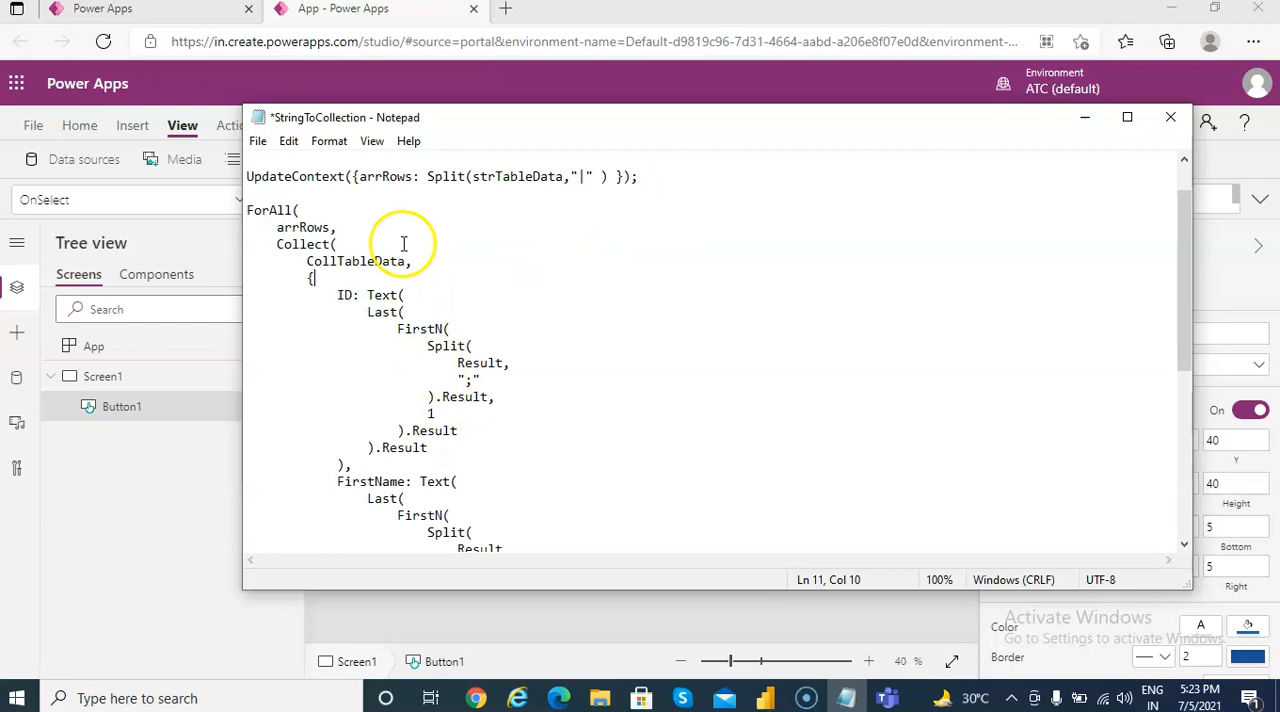 Power Apps
App - Power Apps
https://in.create.powerapps.com/studio/#source=portal&environment-name=Default-d9819c96-7d31-4664-aabd-a206e8f07e0d&environment-...
Power Apps
Environment
ATC (default)
*StringToCollection - Notepad
File Home Insert View Actio
File Edit Format View Help
Data sources Media
OnSelect
Tree view
Screens Components
Search
App
Screen1
Button1
UpdateContext({arrRows: Split(strTableData,"|" ) });
ForAll(
arrRows,
Collect(
CollTableData,
{
ID: Text(
Last(
FirstN(
Split(
Result,
";"
).Result,
1
).Result
).Result
),
FirstName: Text(
Last(
FirstN(
Split(
Result
Ln 11, Col 10 100% Windows (CRLF) UTF-8
On
40
Y
40
Height
5
Bottom
5
Right
Color A
Border 2
Activate Windows
Go to Settings to activate Windows.
Screen1 Button1 40 %
Type here to search
30°C ENG IN 5:23 PM 7/5/2021